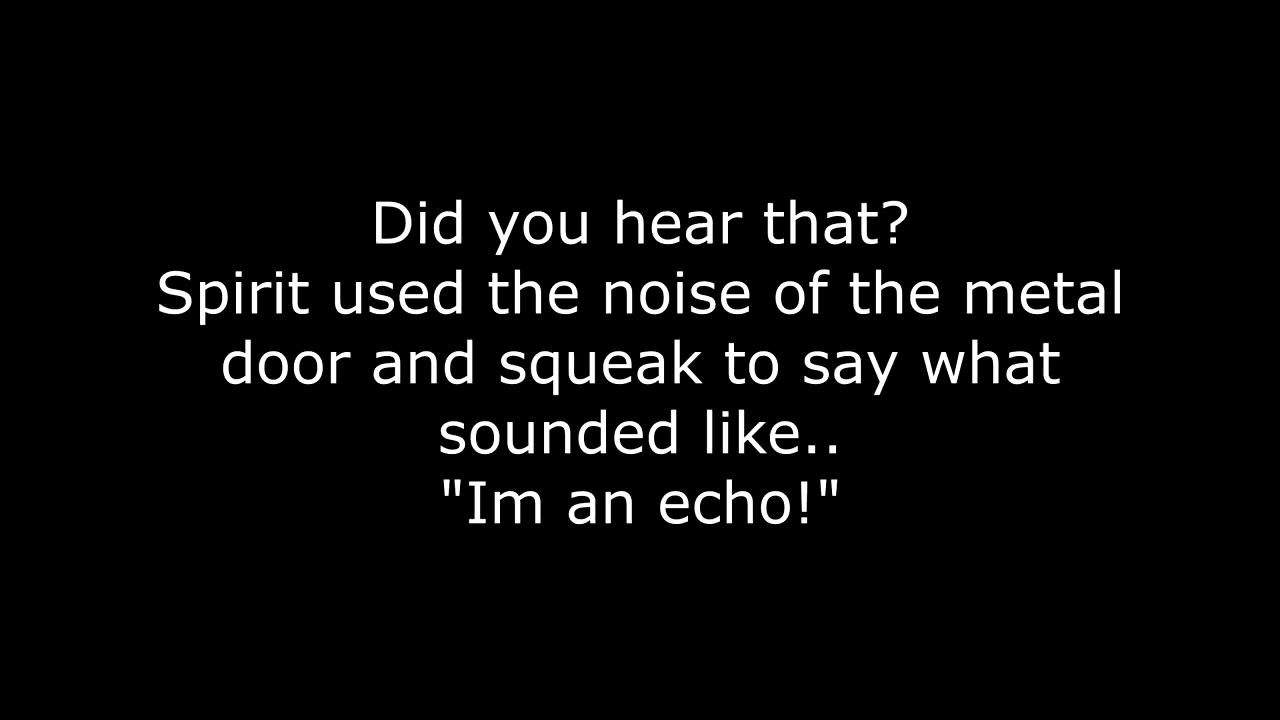 Did you hear that?
Spirit used the noise of the metal
door and squeak to say what
sounded like..
"Im an echo!"